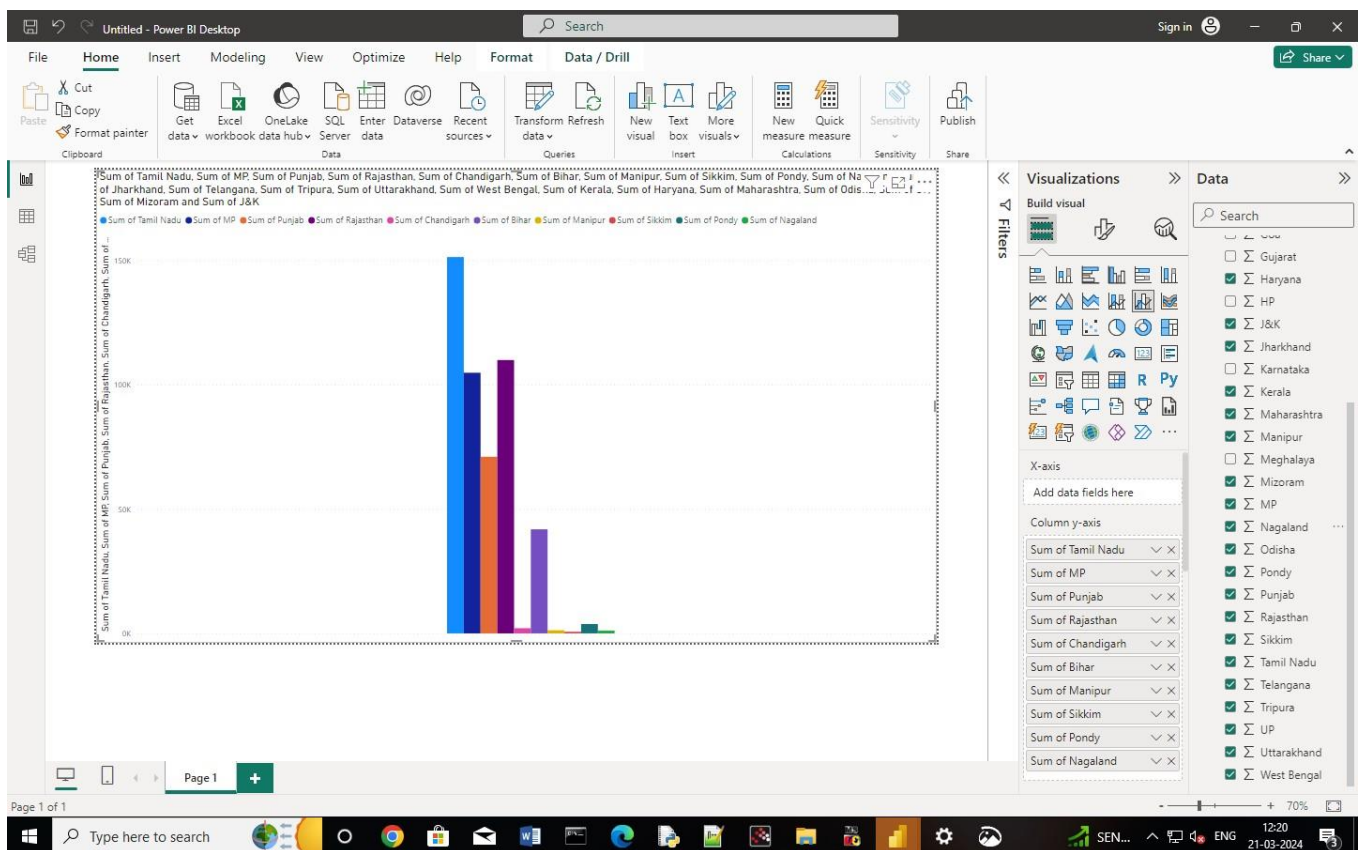 Untitled - Power BI Desktop
Search
Sign in
File Home Insert Modeling View Optimize Help Format Data / Drill
Share
Paste
Cut
Copy
Format painter
Get data
Excel workbook
OneLake data hub
SQL Server
Enter data
Dataverse
Recent sources
Transform data
Refresh
New visual
Text box
More visuals
New measure
Quick measure
Sensitivity
Publish
Clipboard Data Queries Insert Calculations Sensitivity Share
Sum of Tamil Nadu, Sum of MP, Sum of Punjab, Sum of Rajasthan, Sum of Chandigarh, Sum of Bihar, Sum of Manipur, Sum of Sikkim, Sum of Pondy, Sum of Na
of Jharkhand, Sum of Telangana, Sum of Tripura, Sum of Uttarakhand, Sum of West Bengal, Sum of Kerala, Sum of Haryana, Sum of Maharashtra, Sum of Odis
Sum of Mizoram and Sum of J&K
Sum of Tamil Nadu Sum of MP Sum of Punjab Sum of Rajasthan Sum of Chandigarh Sum of Bihar Sum of Manipur Sum of Sikkim Sum of Pondy Sum of Nagaland
Sum of Tamil Nadu, Sum of MP, Sum of Punjab, Sum of Rajasthan, Sum of Chandigarh, Sum of ...
150K
100K
50K
0K
Filters
Visualizations
Build visual
123
R Py
X-axis
Add data fields here
Column y-axis
Sum of Tamil Nadu
Sum of MP
Sum of Punjab
Sum of Rajasthan
Sum of Chandigarh
Sum of Bihar
Sum of Manipur
Sum of Sikkim
Sum of Pondy
Sum of Nagaland
Data
Search
Gujarat
Haryana
HP
J&K
Jharkhand
Karnataka
Kerala
Maharashtra
Manipur
Meghalaya
Mizoram
MP
Nagaland
Odisha
Pondy
Punjab
Rajasthan
Sikkim
Tamil Nadu
Telangana
Tripura
UP
Uttarakhand
West Bengal
Page 1
Page 1 of 1
- + 70%
Type here to search
SEN...
ENG
12:20
21-03-2024
3